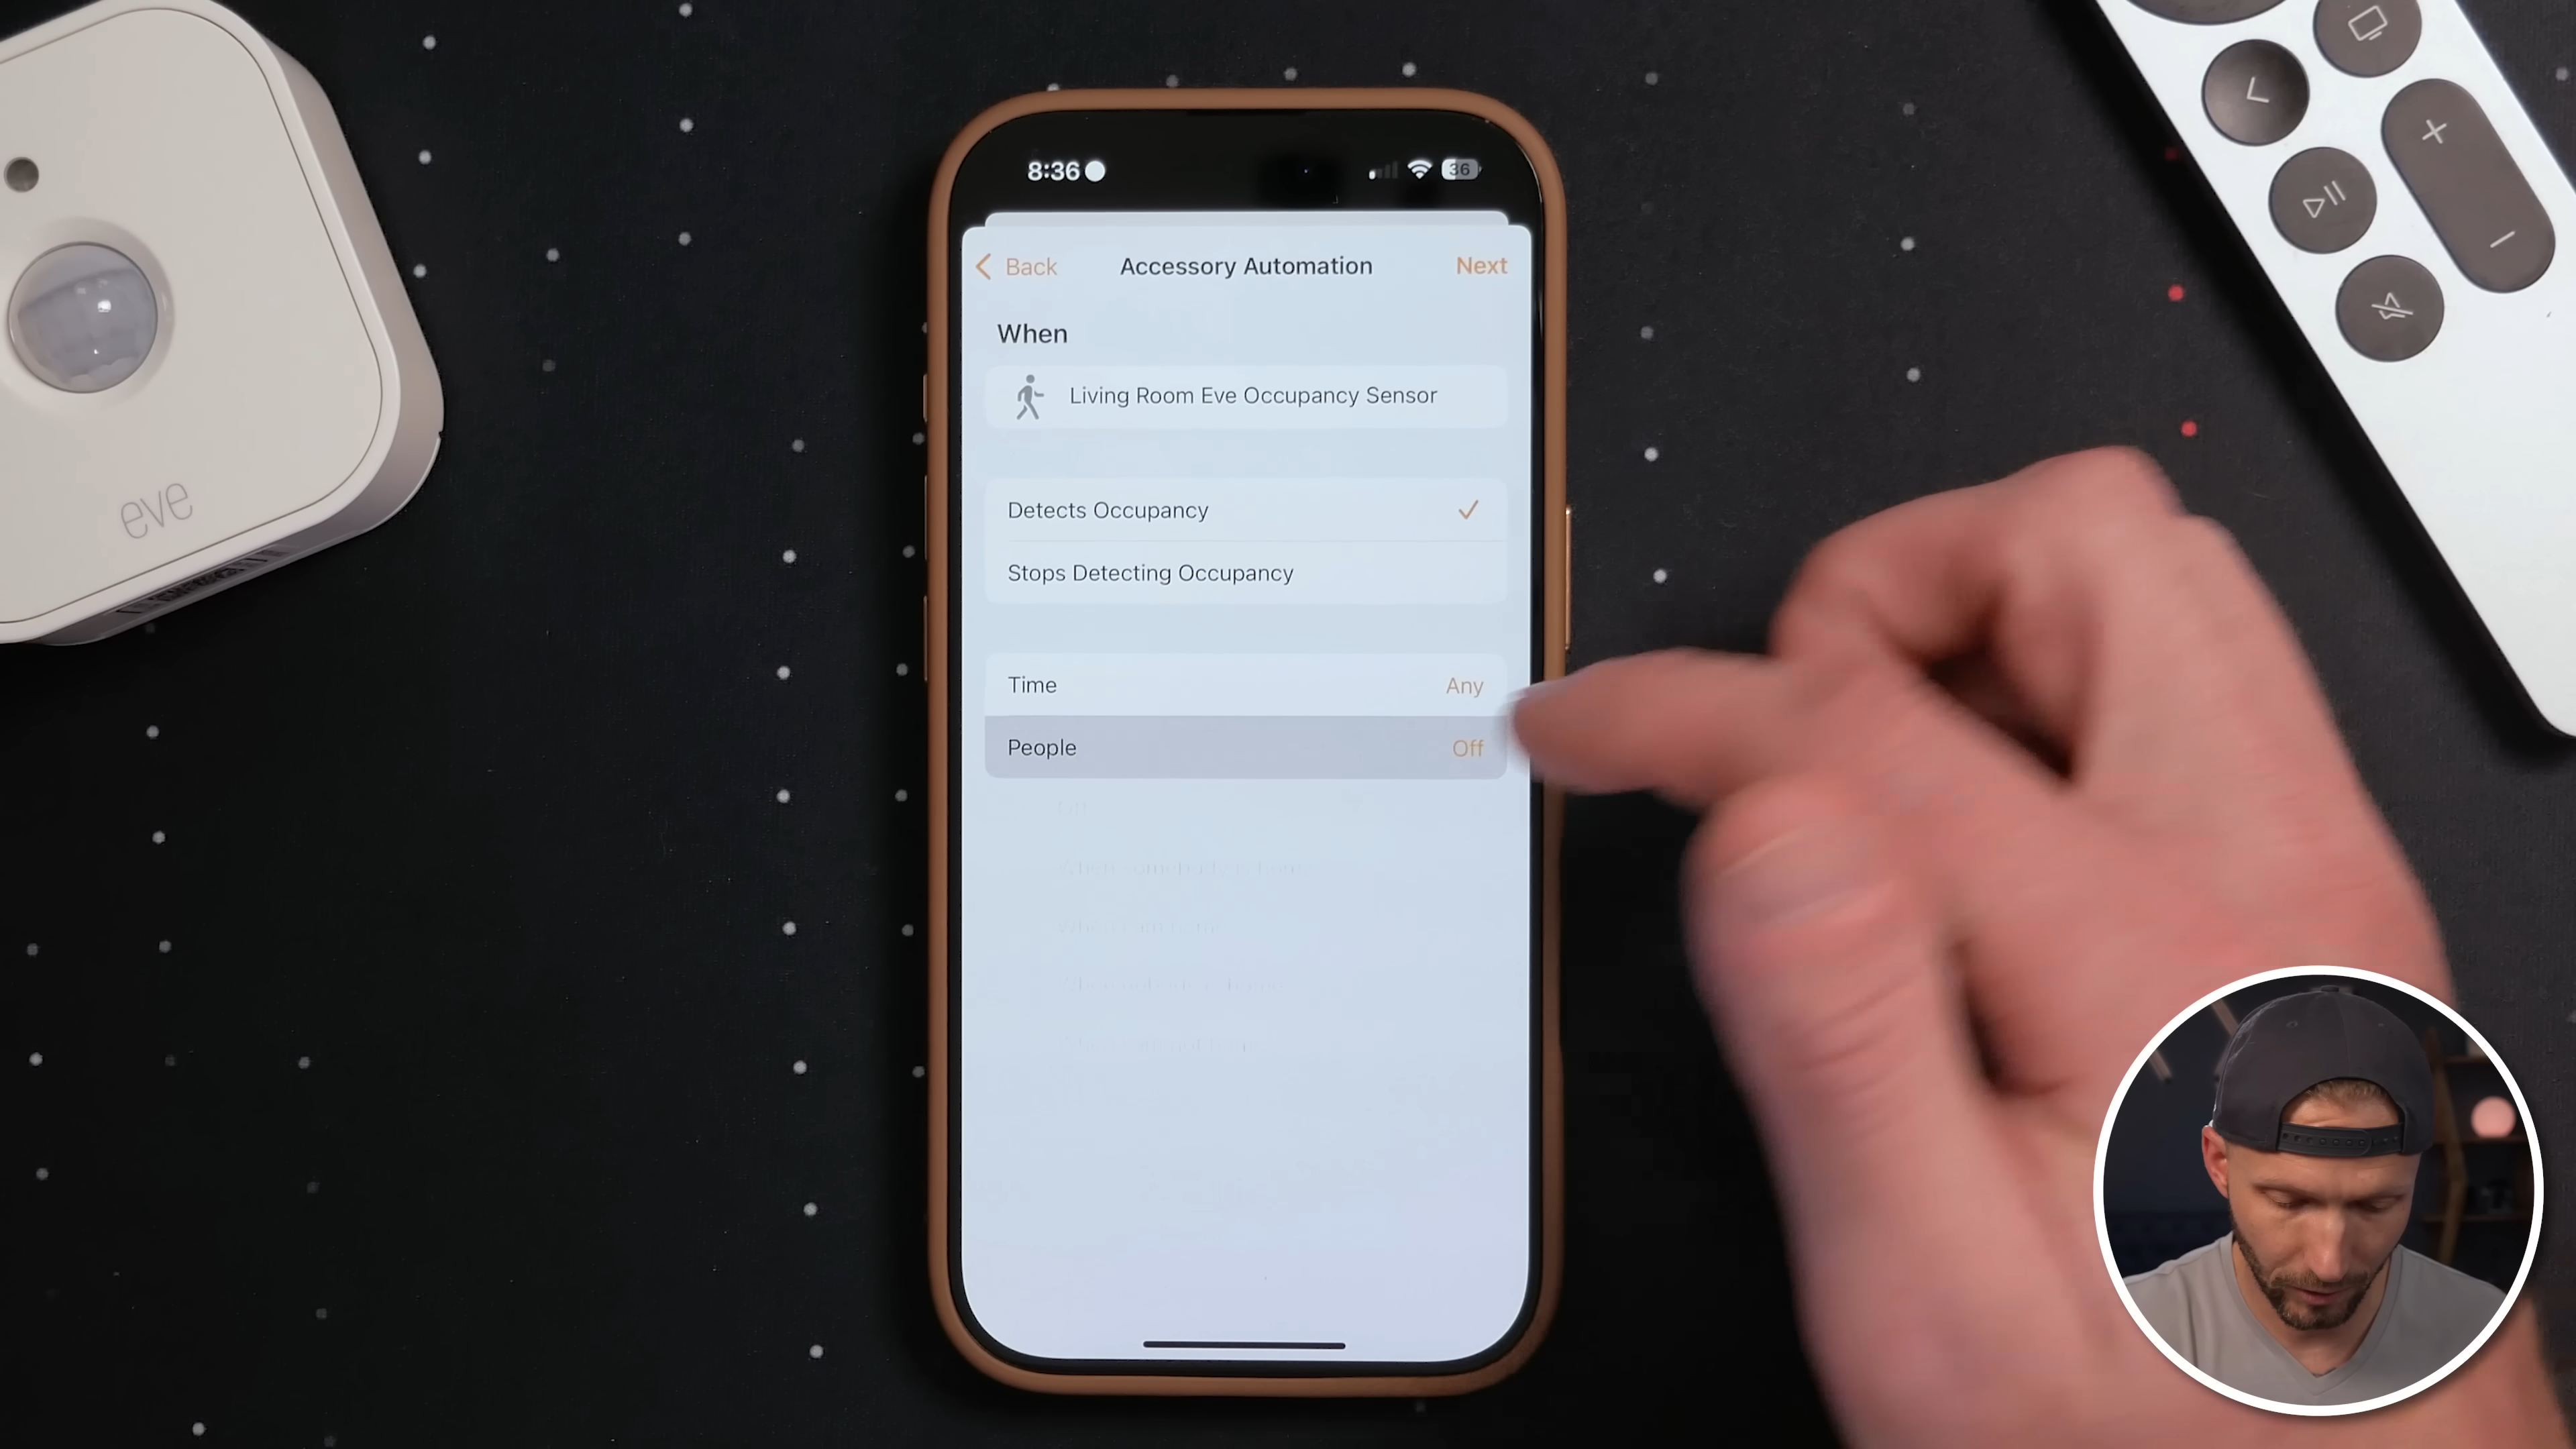 eve
8:36
36
Back
Accessory Automation
Next
When
Living Room Eve Occupancy Sensor
Detects Occupancy
Stops Detecting Occupancy
Time
Any
People
Off